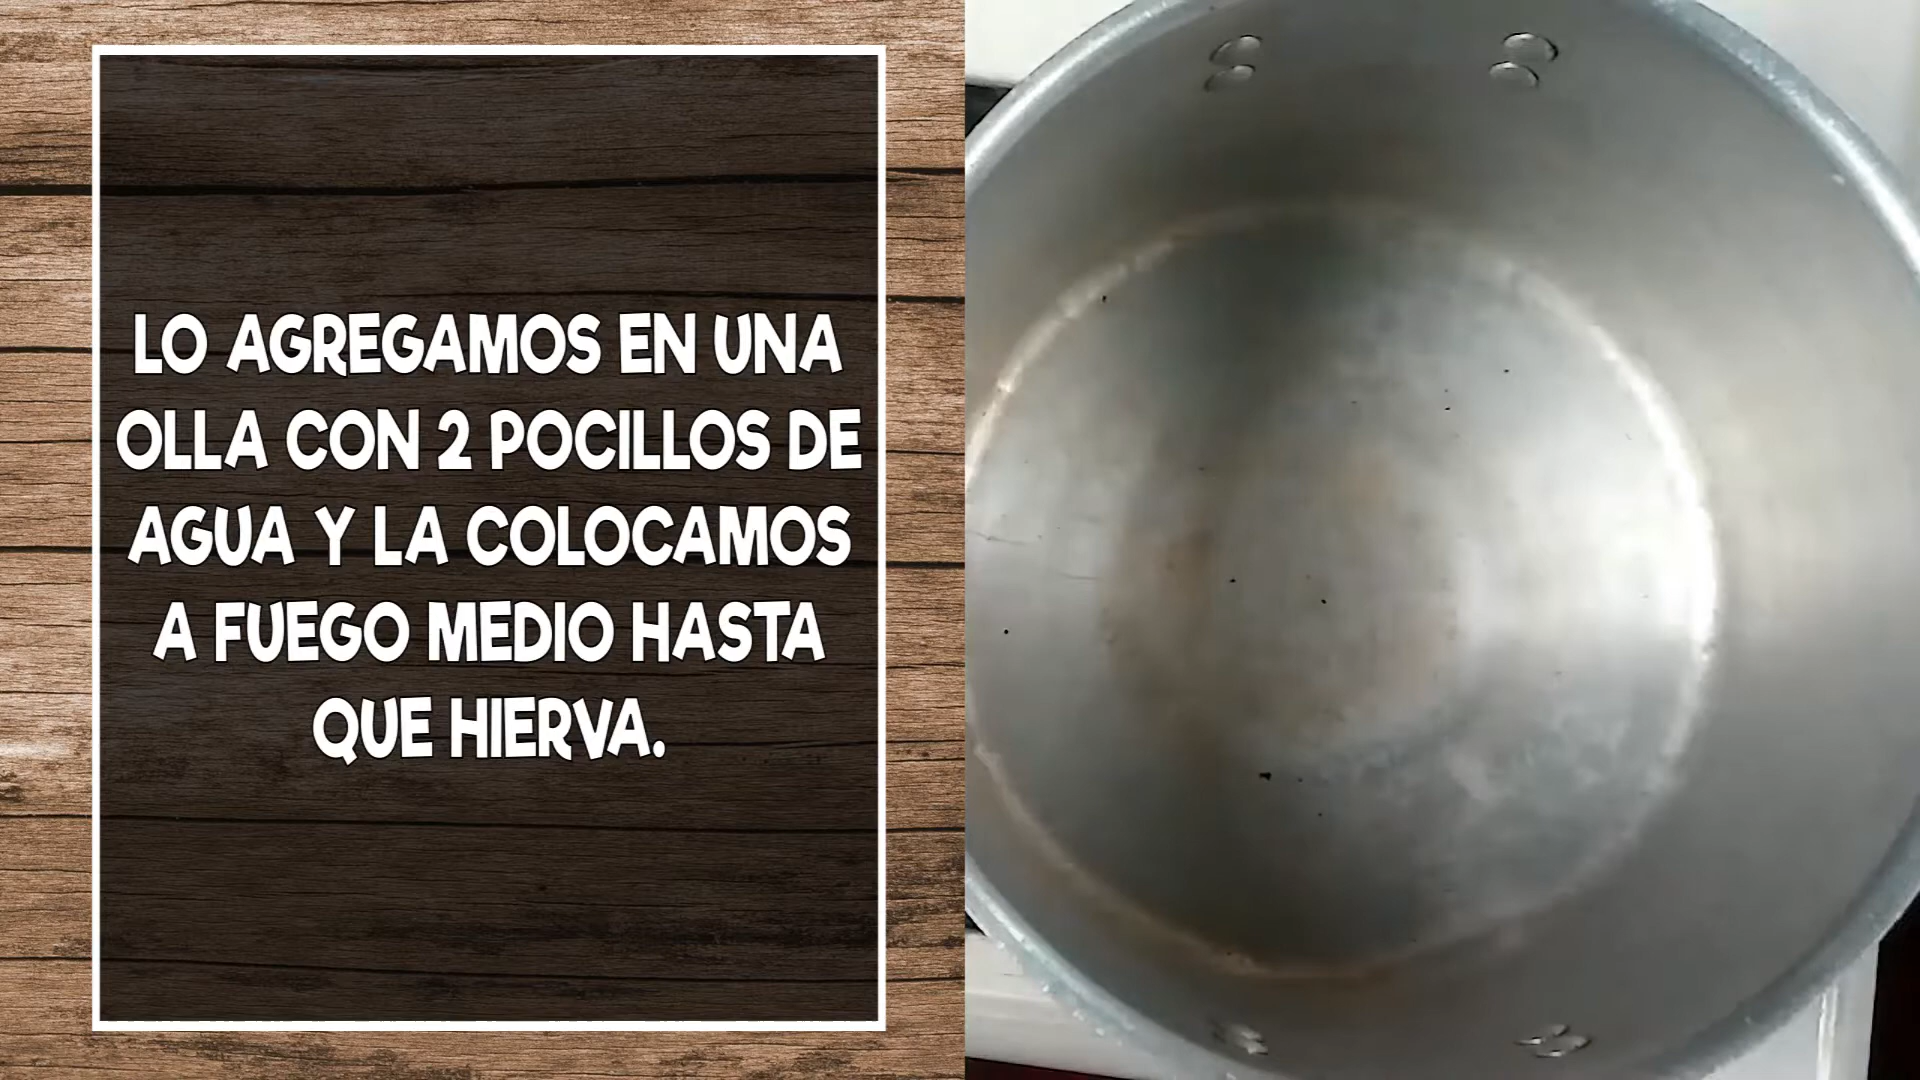 LO AGREGAMOS EN UNA
OLLA CON 2 POCILLOS DE
AGUA Y LA COLOCAMOS
A FUEGO MEDIO HASTA
QUE HIERVA.